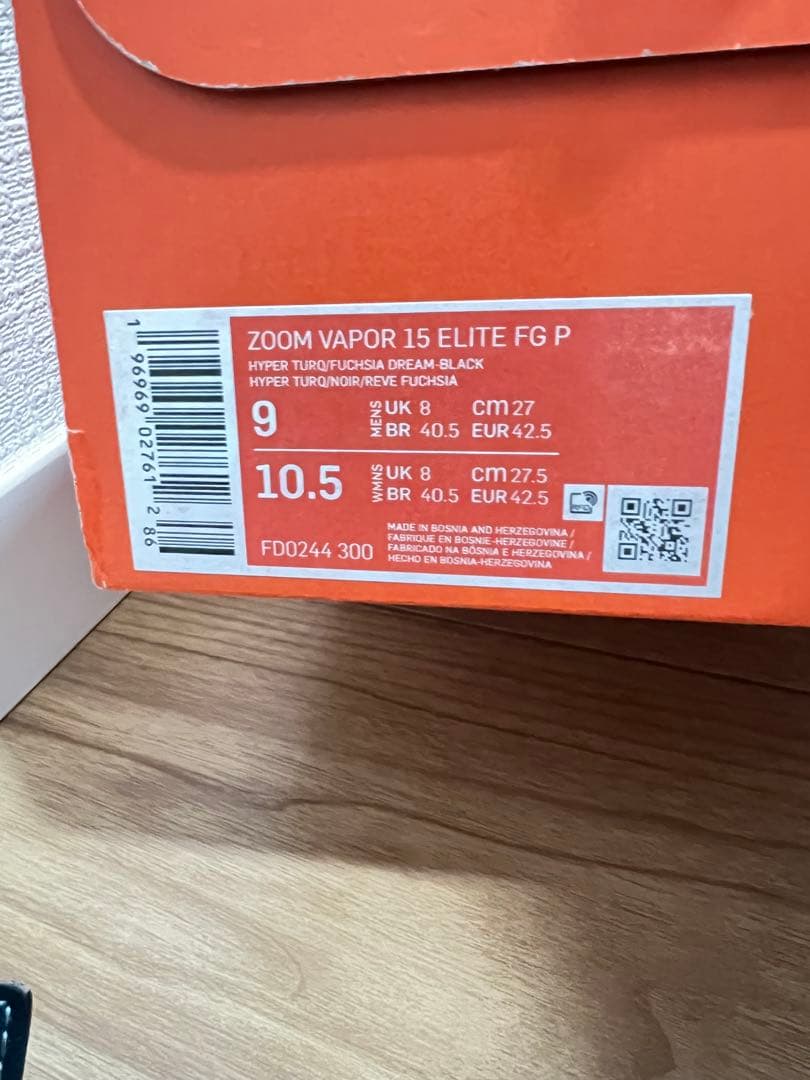 ZOOM VAPOR 15 ELITE FG P
HYPER TURQ/FUCHSIA DREAM-BLACK
HYPER TURQ/NOIR/REVE FUCHSIA
9 MENS UK 8 cm 27
BR 40.5 EUR 42.5
10.5 WMNS UK 8 cm 27.5
BR 40.5 EUR 42.5
FD0244 300
MADE IN BOSNIA AND HERZEGOVINA /
FABRIQUE EN BOSNIE-HERZEGOVINE /
FABRICADO NA BÓSNIA E HERZEGOVINA /
HECHO EN BOSNIA-HERZEGOVINA
RFID
1 96969 02761 2 86